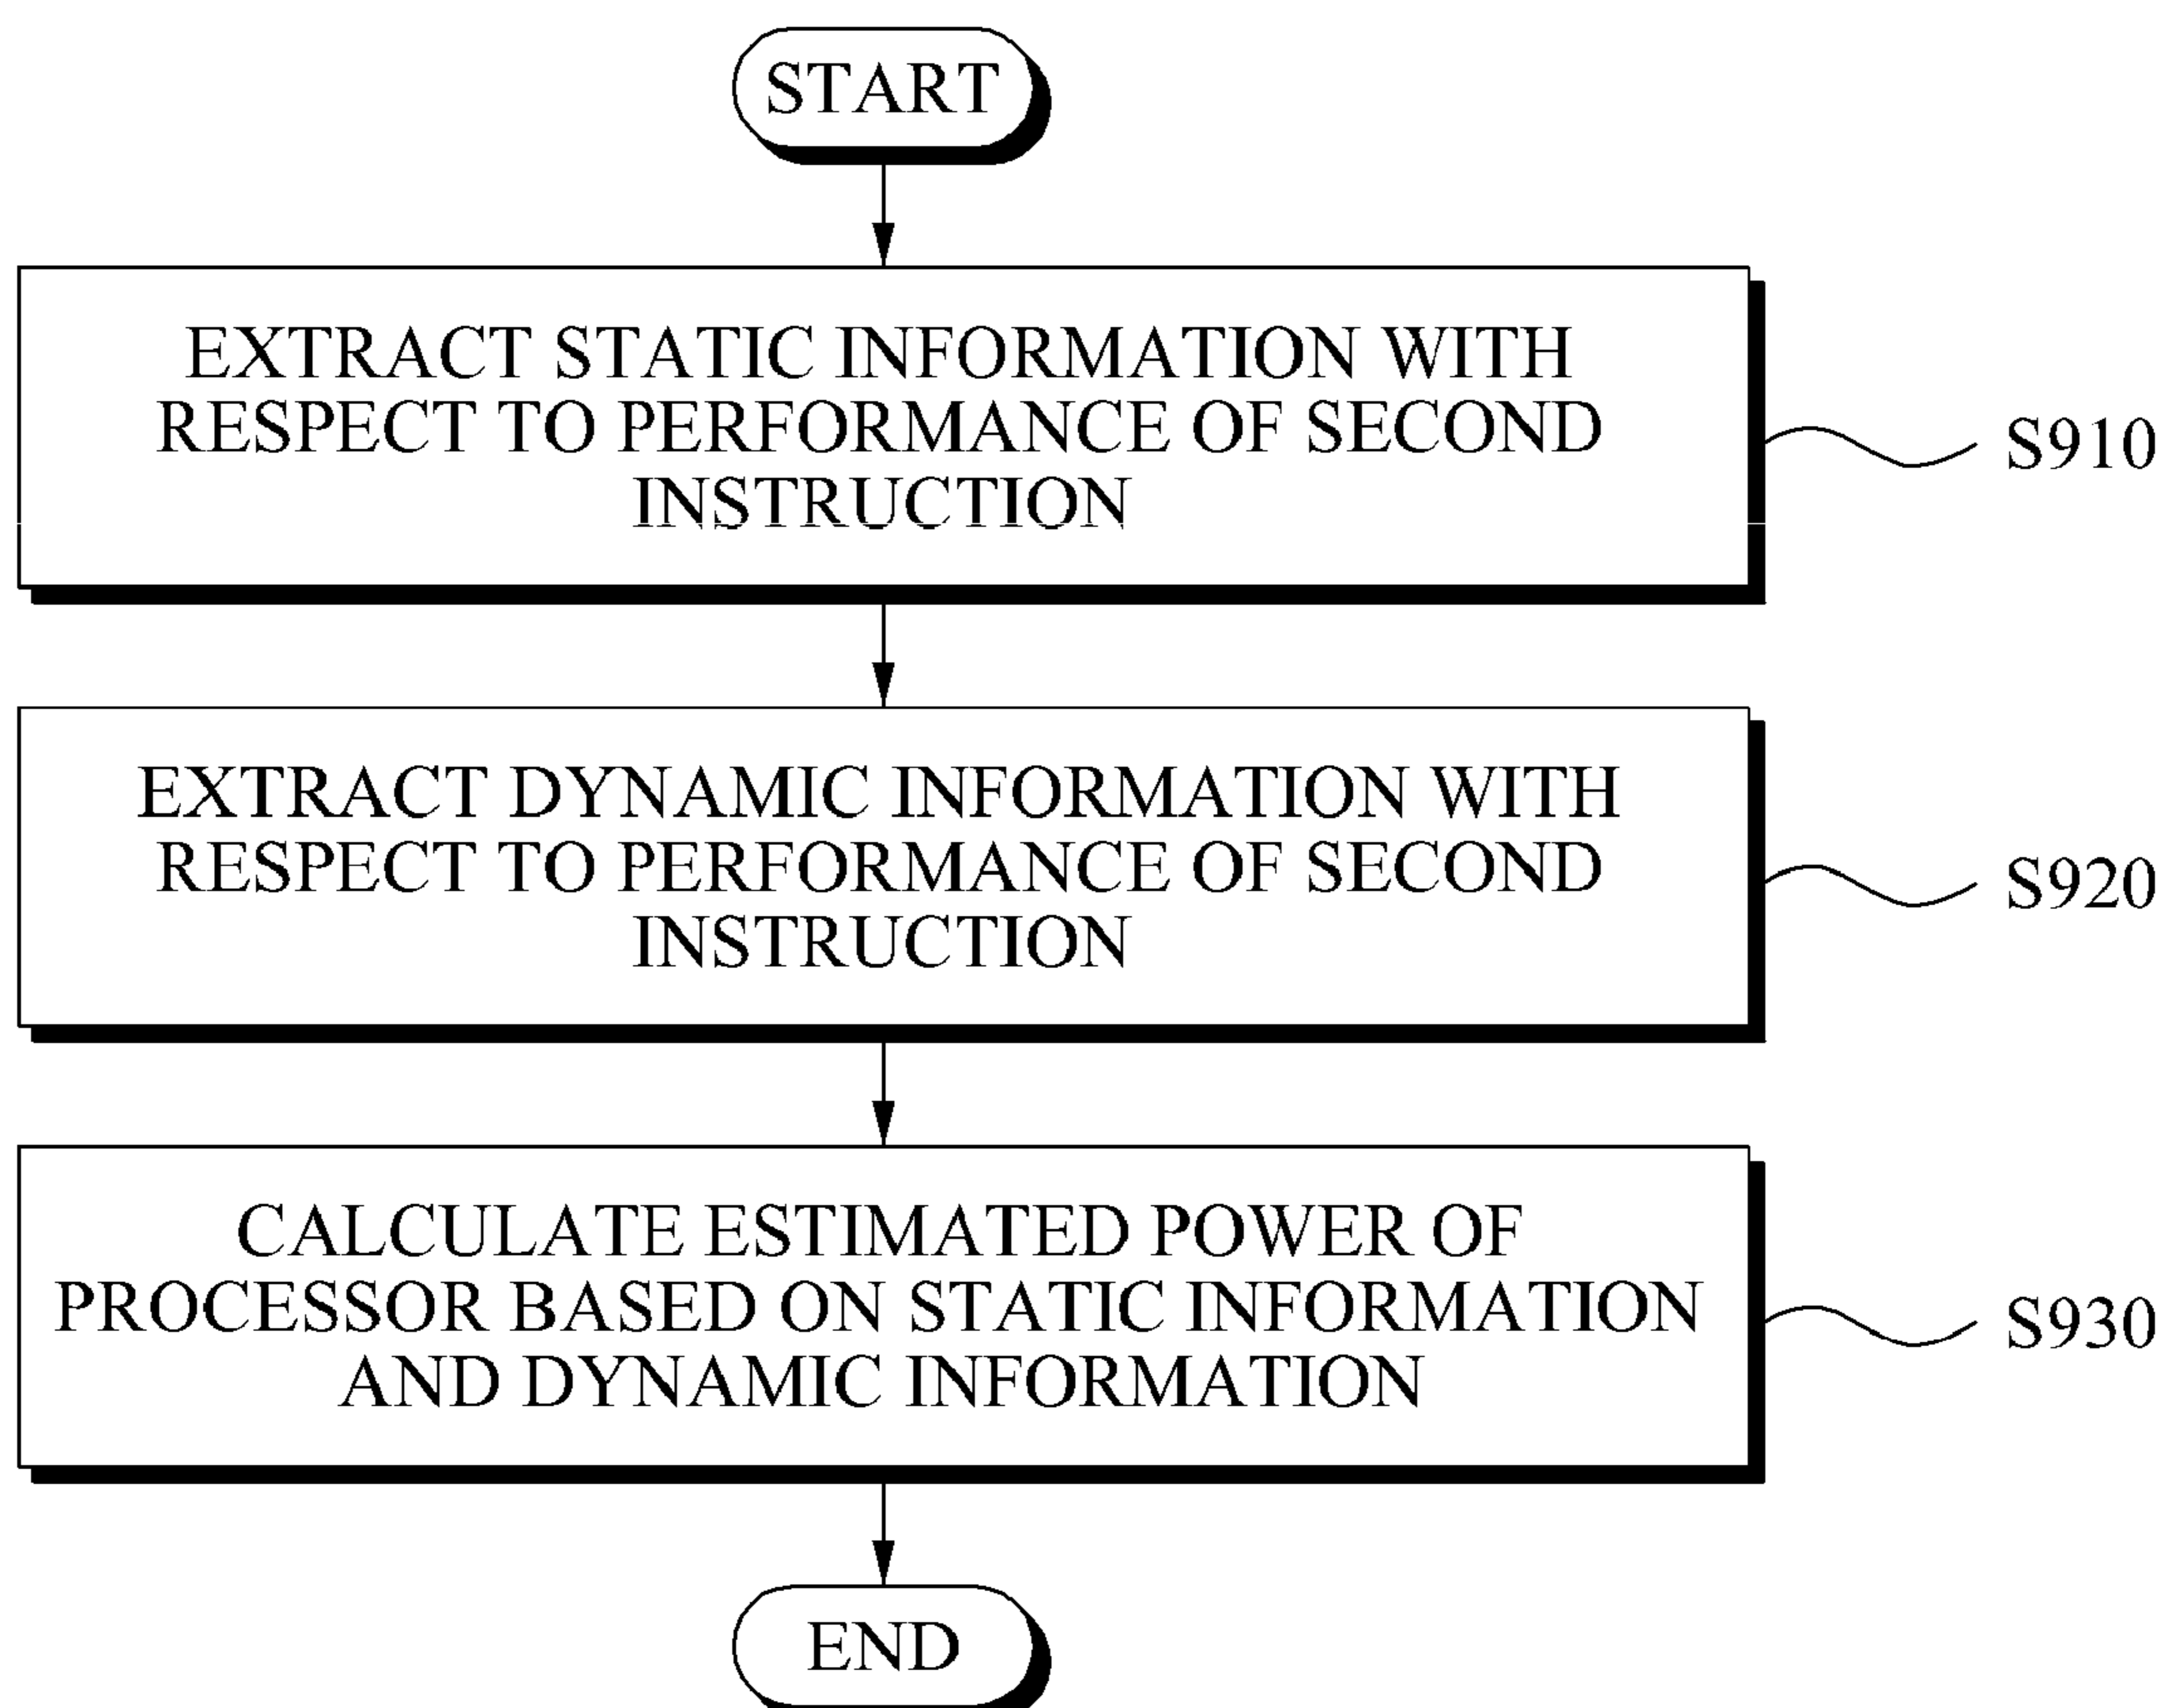 START
EXTRACT STATIC INFORMATION WITH
RESPECT TO PERFORMANCE OF SECOND
INSTRUCTION
S910
EXTRACT DYNAMIC INFORMATION WITH
RESPECT TO PERFORMANCE OF SECOND
INSTRUCTION
S920
CALCULATE ESTIMATED POWER OF
PROCESSOR BASED ON STATIC INFORMATION
AND DYNAMIC INFORMATION
S930
END